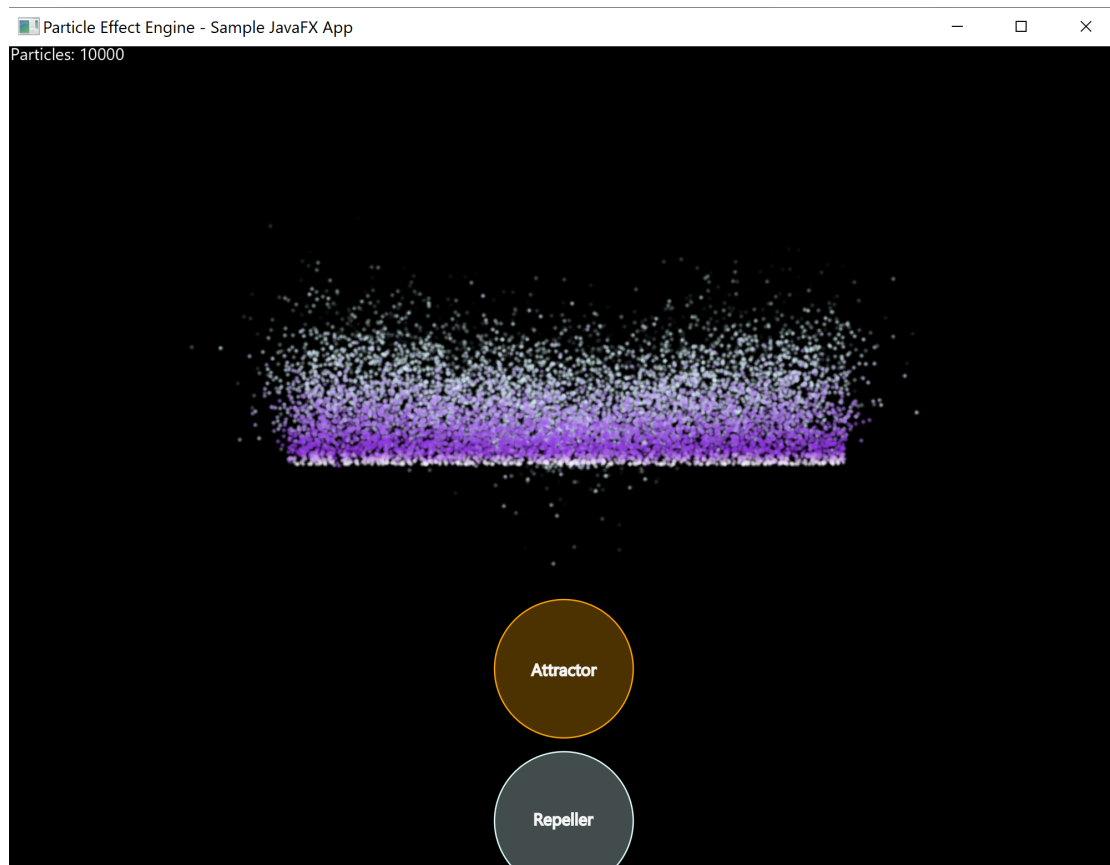 Particle Effect Engine - Sample JavaFX App
Particles: 10000
Attractor
Repeller